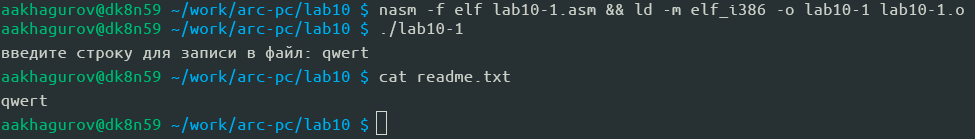 aakhagurov@dk8n59 ~/work/arc-pc/lab10 $ nasm -f elf lab10-1.asm && ld -m elf_i386 -o lab10-1 lab10-1.o
aakhagurov@dk8n59 ~/work/arc-pc/lab10 $ ./lab10-1
введите строку для записи в файл: qwert
aakhagurov@dk8n59 ~/work/arc-pc/lab10 $ cat readme.txt
qwert
aakhagurov@dk8n59 ~/work/arc-pc/lab10 $